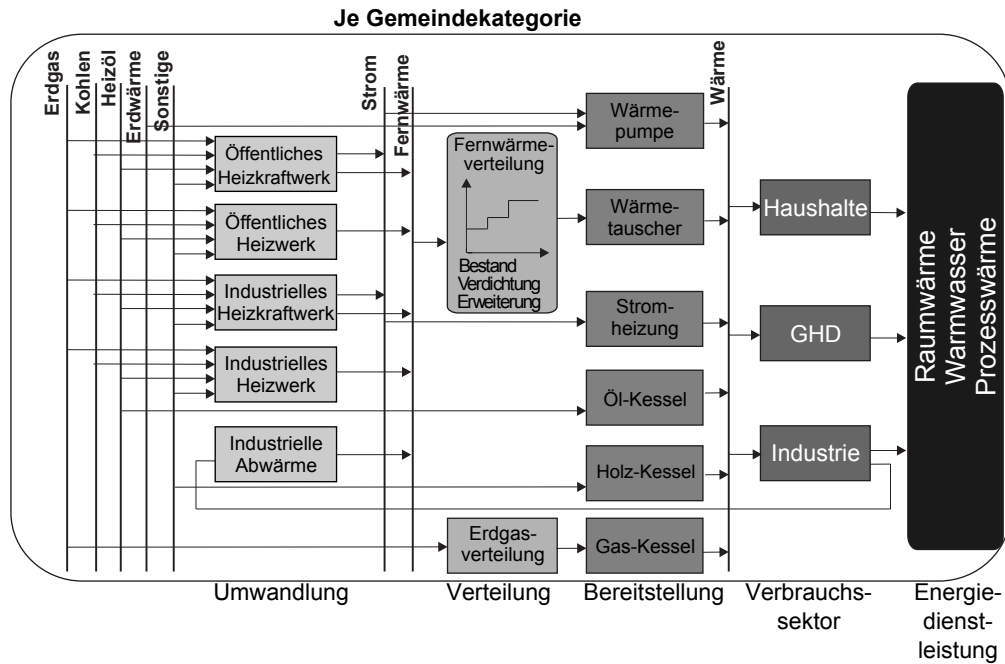 Je Gemeindekategorie
Erdgas
Kohlen
Heizöl
Erdwärme
Sonstige
Strom
Fernwärme
Wärme
Öffentliches
Heizkraftwerk
Öffentliches
Heizwerk
Industrielles
Heizkraftwerk
Industrielles
Heizwerk
Industrielle
Abwärme
Fernwärme-
verteilung
Bestand
Verdichtung
Erweiterung
Erdgas-
verteilung
Wärme-
pumpe
Wärme-
tauscher
Strom-
heizung
Öl-Kessel
Holz-Kessel
Gas-Kessel
Haushalte
GHD
Industrie
Raumwärme
Warmwasser
Prozesswärme
Umwandlung
Verteilung
Bereitstellung
Verbrauchs-
sektor
Energie-
dienst-
leistung